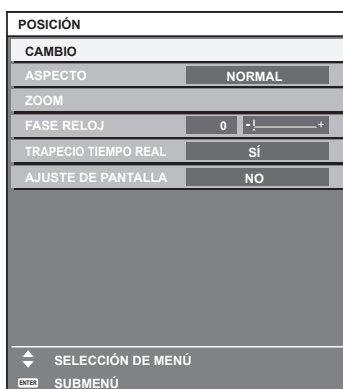 POSICIÓN
CAMBIO
ASPECTO NORMAL
ZOOM
FASE RELOJ 0 - +
TRAPECIO TIEMPO REAL SÍ
AJUSTE DE PANTALLA NO
SELECCIÓN DE MENÚ
ENTER SUBMENÚ